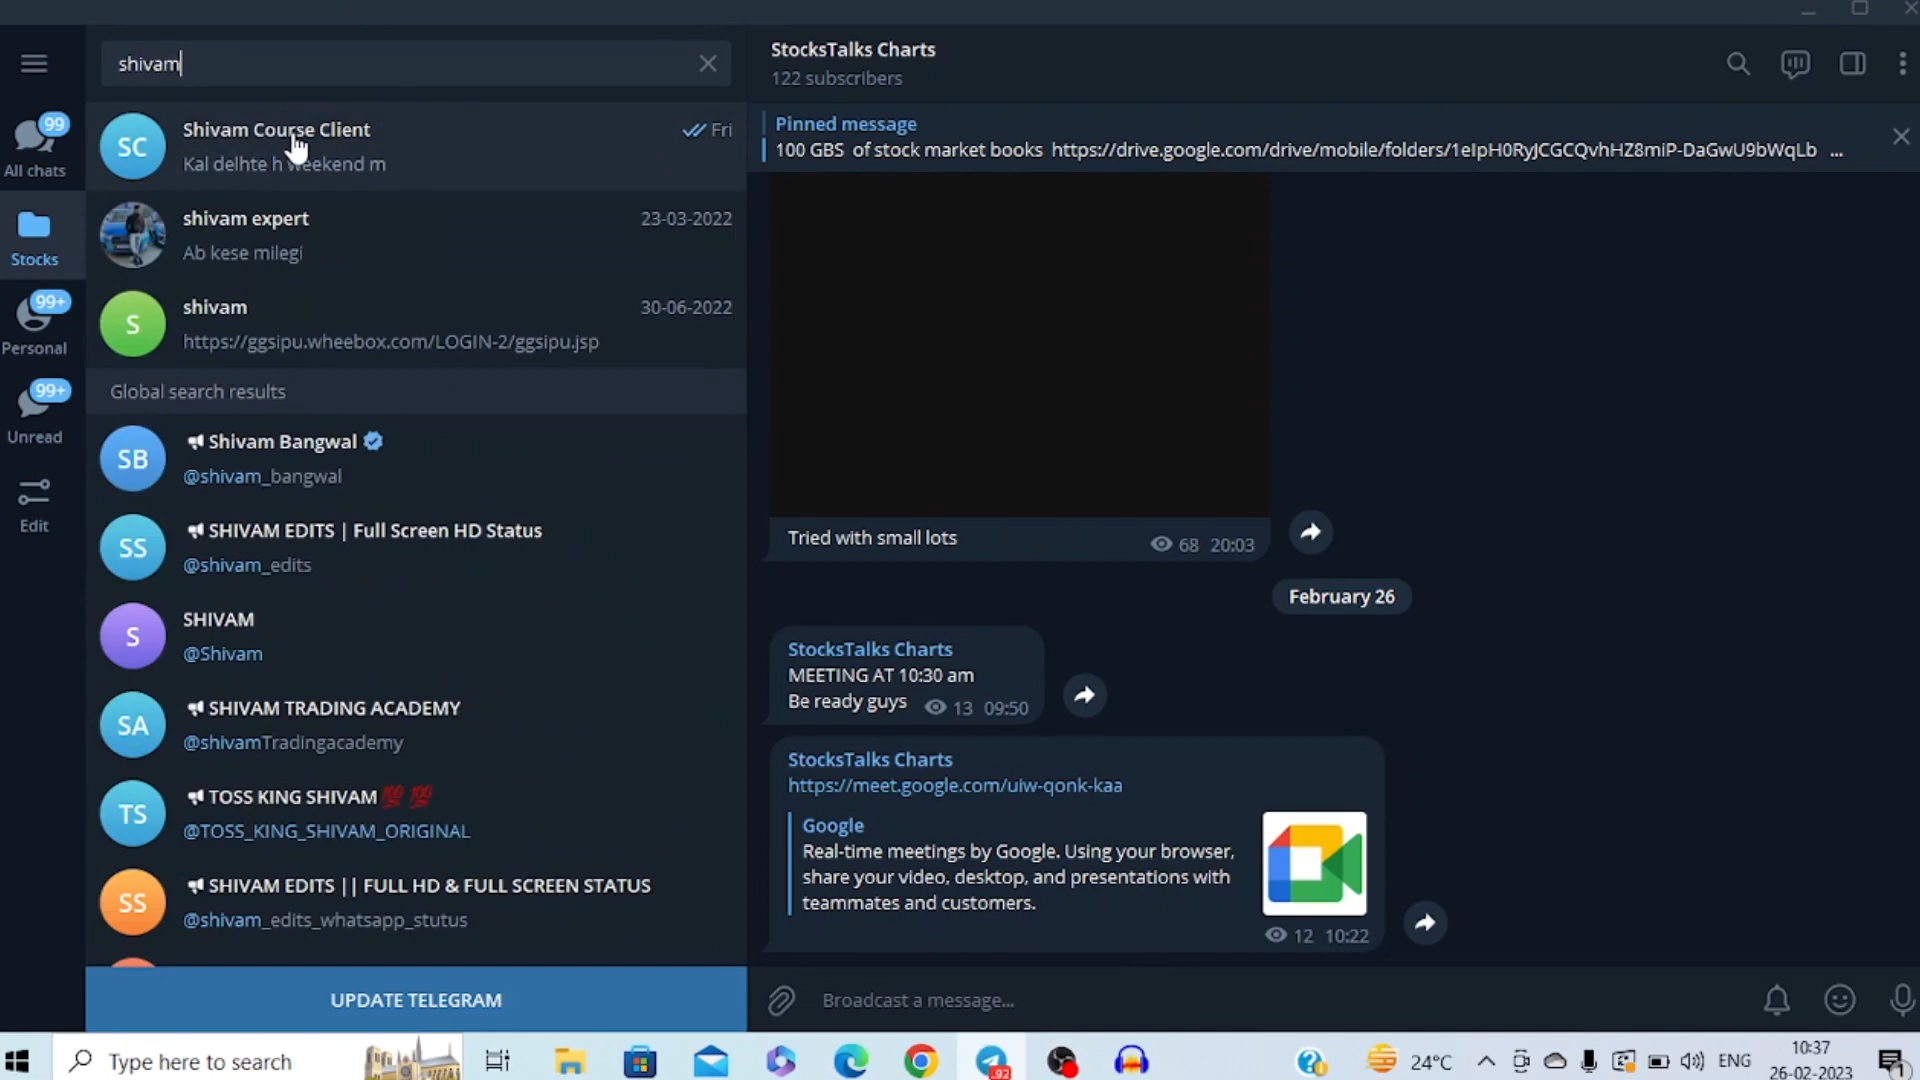 shivam
StocksTalks Charts
122 subscribers
Pinned message
100 GBS of stock market books https://drive.google.com/drive/mobile/folders/1eIpH0RyJCGCQvhHZ8miP-DaGwU9bWqLb ...
99
All chats
Stocks
99+
Personal
99+
Unread
Edit
SC
Shivam Course Client
Fri
Kal delhte h weekend m
shivam expert
23-03-2022
Ab kese milegi
S
shivam
30-06-2022
https://ggsipu.wheebox.com/LOGIN-2/ggsipu.jsp
Global search results
SB
Shivam Bangwal
@shivam_bangwal
SS
SHIVAM EDITS | Full Screen HD Status
@shivam_edits
S
SHIVAM
@Shivam
SA
SHIVAM TRADING ACADEMY
@shivamTradingacademy
TS
TOSS KING SHIVAM💯 💯
@TOSS_KING_SHIVAM_ORIGINAL
SS
SHIVAM EDITS || FULL HD & FULL SCREEN STATUS
@shivam_edits_whatsapp_stutus
UPDATE TELEGRAM
Tried with small lots
68 20:03
February 26
StocksTalks Charts
MEETING AT 10:30 am
Be ready guys
13 09:50
StocksTalks Charts
https://meet.google.com/uiw-qonk-kaa
Google
Real-time meetings by Google. Using your browser,
share your video, desktop, and presentations with
teammates and customers.
12 10:22
Broadcast a message...
Type here to search
24°C
ENG
10:37
26-02-2023
1